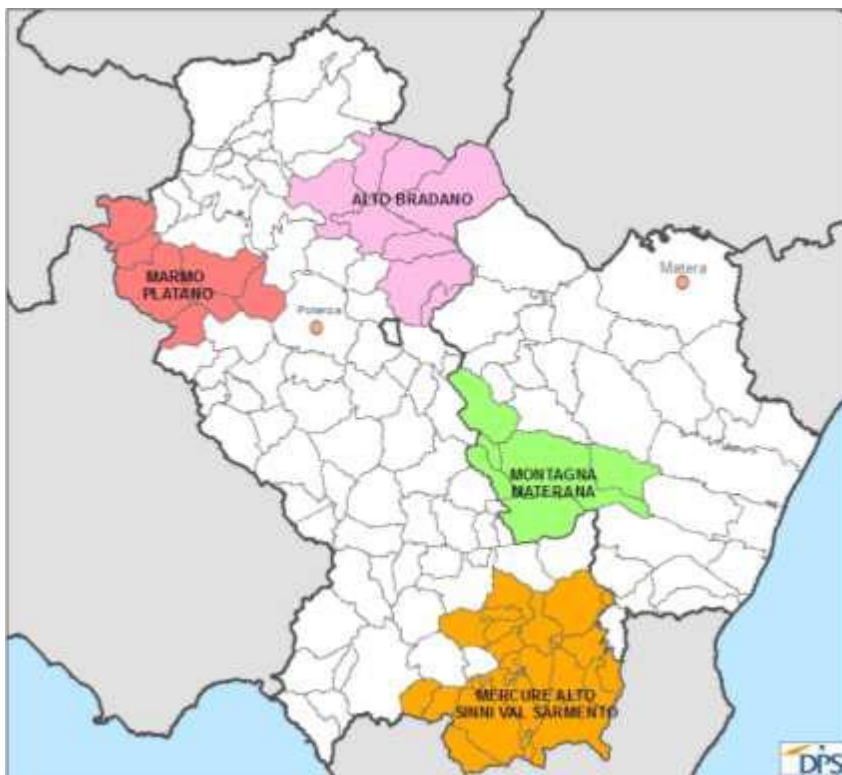 ALTO BRADANO
MARMO
PLATANO
Matera
Potenza
MONTAGNA
MATERANA
MERCURE ALTO
SINNI VAL SARMENTO
DPS